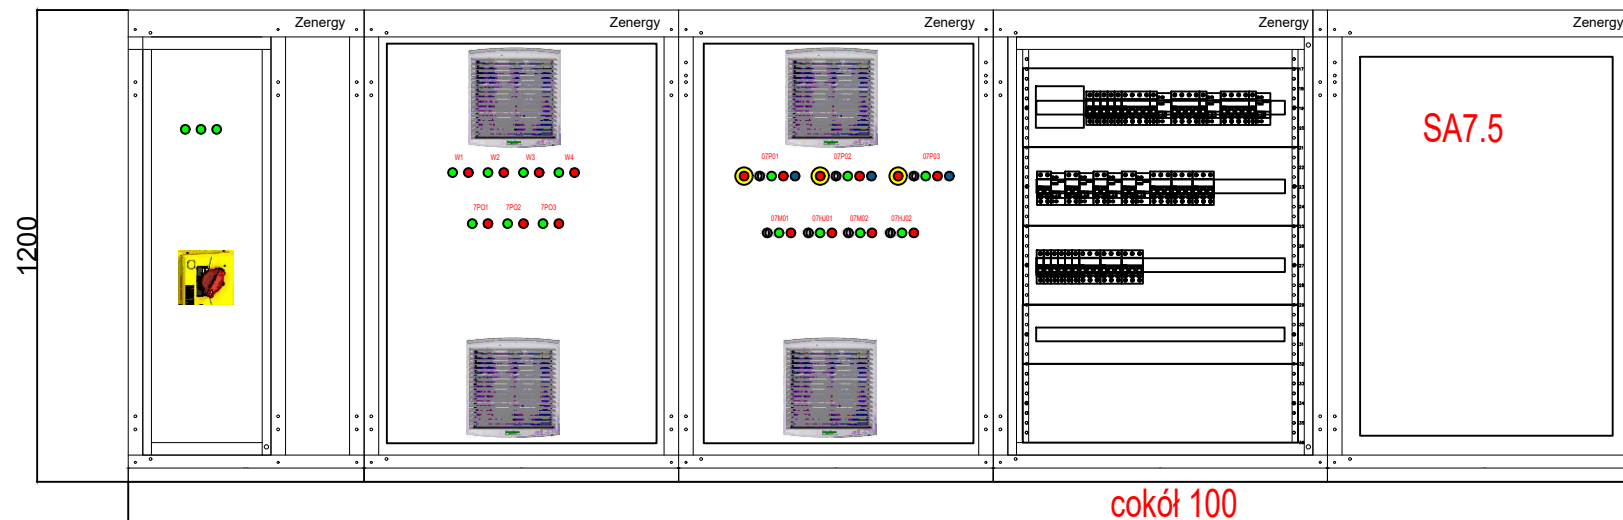 Zenergy Zenergy Zenergy Zenergy Zenergy
SA7.5
W1 W2 W3 W4
07P01 07P02 07P03
7PO1 7PO2 7PO3
07M01 07HJ01 07M02 07HJ02
1200
cokół 100